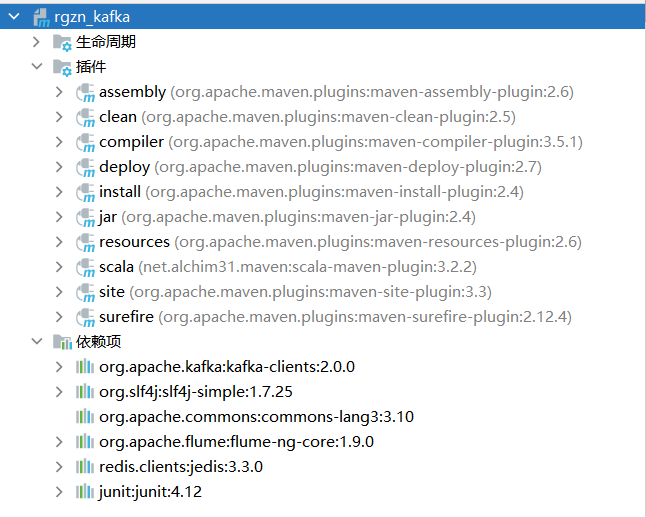 rgzn_kafka
生命周期
插件
assembly (org.apache.maven.plugins:maven-assembly-plugin:2.6)
clean (org.apache.maven.plugins:maven-clean-plugin:2.5)
compiler (org.apache.maven.plugins:maven-compiler-plugin:3.5.1)
deploy (org.apache.maven.plugins:maven-deploy-plugin:2.7)
install (org.apache.maven.plugins:maven-install-plugin:2.4)
jar (org.apache.maven.plugins:maven-jar-plugin:2.4)
resources (org.apache.maven.plugins:maven-resources-plugin:2.6)
scala (net.alchim31.maven:scala-maven-plugin:3.2.2)
site (org.apache.maven.plugins:maven-site-plugin:3.3)
surefire (org.apache.maven.plugins:maven-surefire-plugin:2.12.4)
依赖项
org.apache.kafka:kafka-clients:2.0.0
org.slf4j:slf4j-simple:1.7.25
org.apache.commons:commons-lang3:3.10
org.apache.flume:flume-ng-core:1.9.0
redis.clients:jedis:3.3.0
junit:junit:4.12